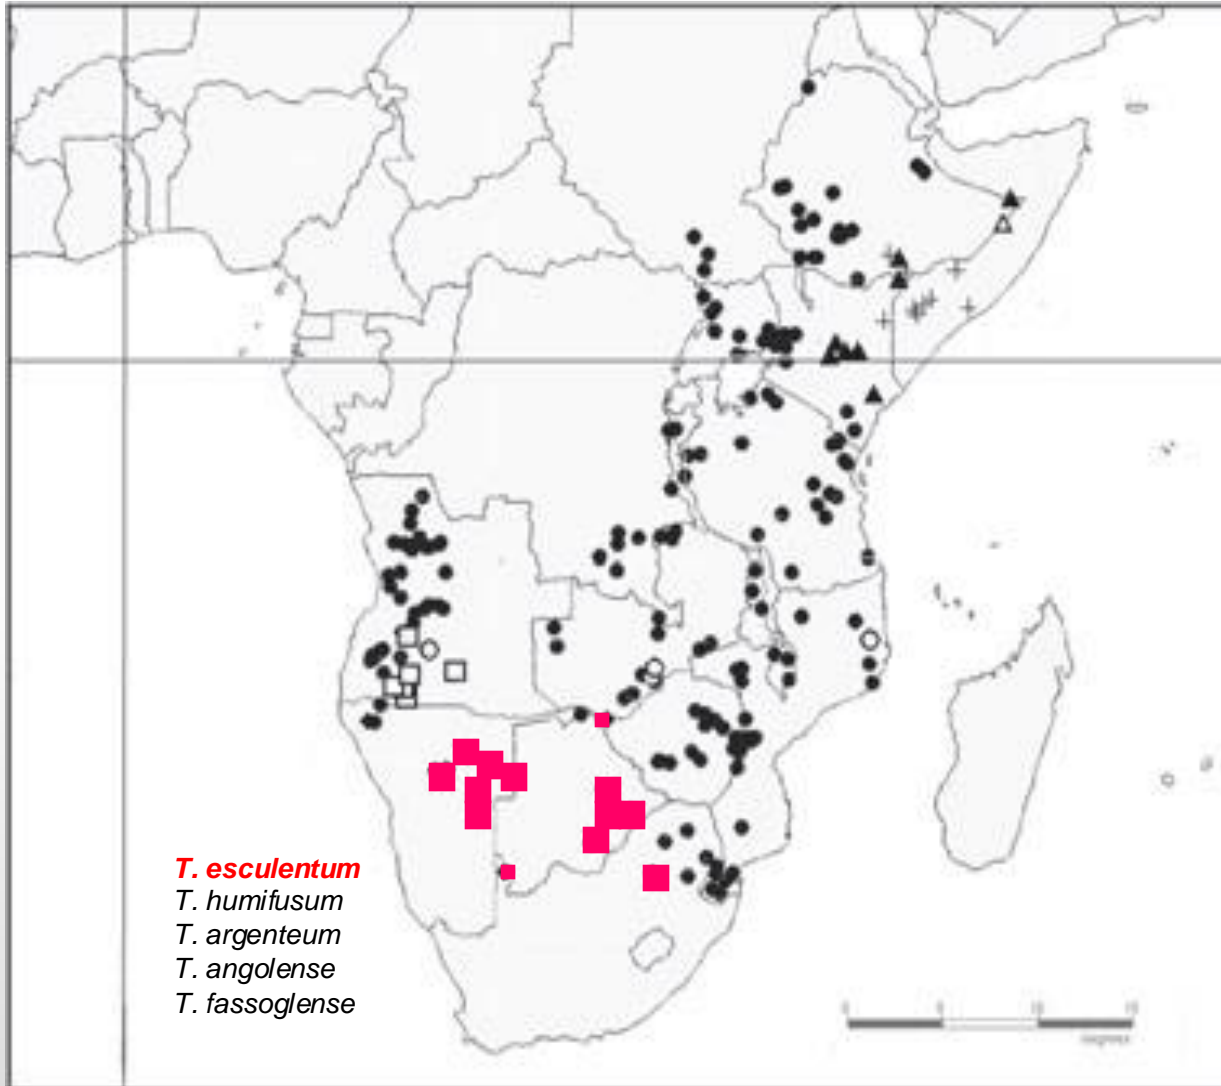 T. esculentum
T. humifusum
T. argenteum
T. angolense
T. fassoglense